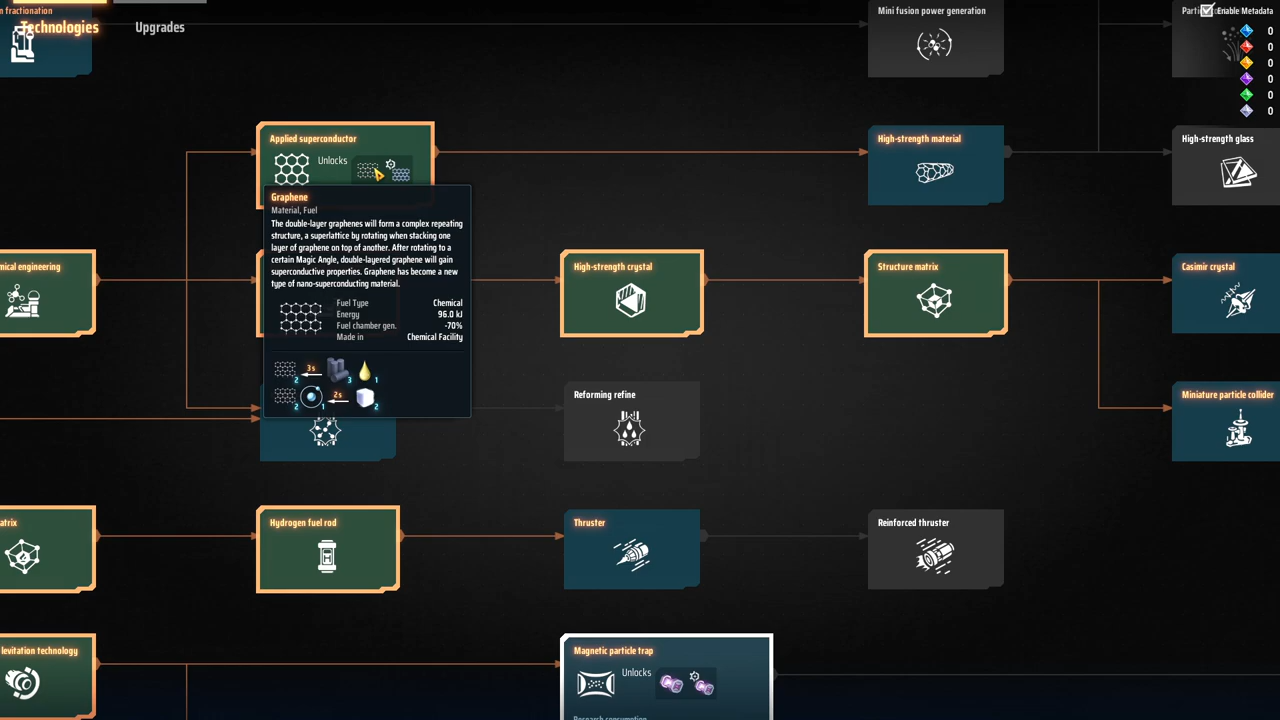 n fractionation
Technologies
Upgrades
Mini fusion power generation
Enable Metadata
0
0
0
0
0
0
Applied superconductor
Unlocks
High-strength material
High-strength glass
Graphene
Material, Fuel
The double-layer graphenes will form a complex repeating
structure, a superlattice by rotating when stacking one
layer of graphene on top of another. After rotating to a
certain Magic Angle, double-layered graphene will gain
superconductive properties. Graphene has become a new
type of nano-superconducting material.
Fuel Type Chemical
Energy 96.0 kJ
Fuel chamber gen. -70%
Made in Chemical Facility
3s
2 3 1
2s
2 1 2
mical engineering
High-strength crystal
Structure matrix
Casimir crystal
Reforming refine
Miniature particle collider
atrix
Hydrogen fuel rod
Thruster
Reinforced thruster
levitation technology
Magnetic particle trap
Unlocks